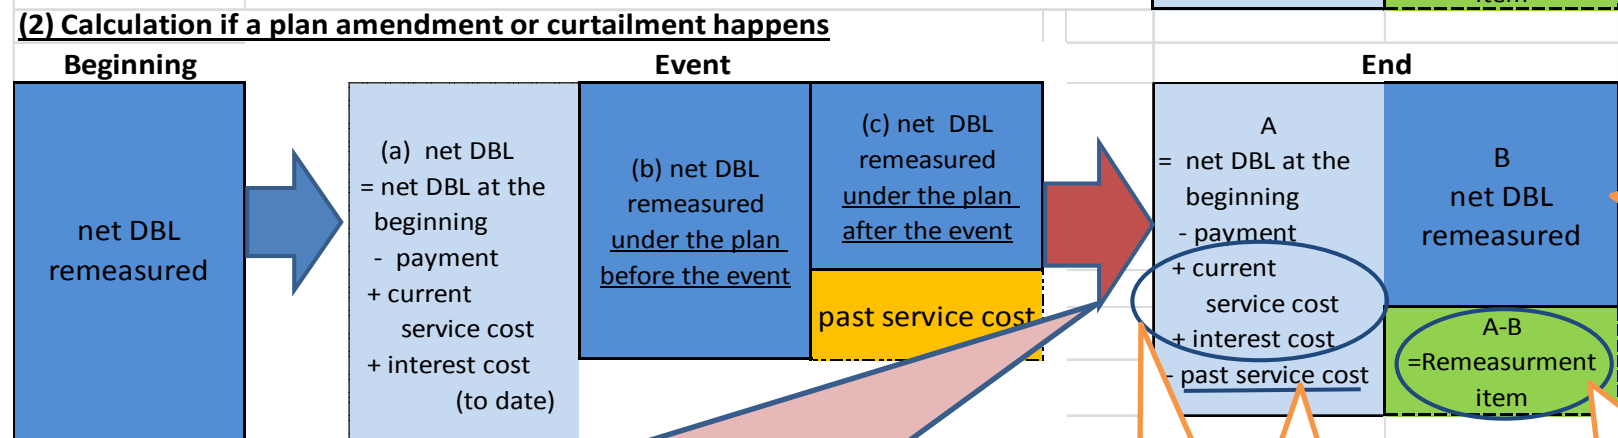 item
(2) Calculation if a plan amendment or curtailment happens
Beginning
Event
End
net DBL
remeasured
(a) net DBL
= net DBL at the
beginning
- payment
+ current
service cost
+ interest cost
(to date)
(b) net DBL
remeasured
under the plan
before the event
(c) net DBL
remeasured
under the plan
after the event
past service cost
A
= net DBL at the
beginning
- payment
+ current
service cost
+ interest cost
- past service cost
B
net DBL
remeasured
A-B
=Remeasurment
item